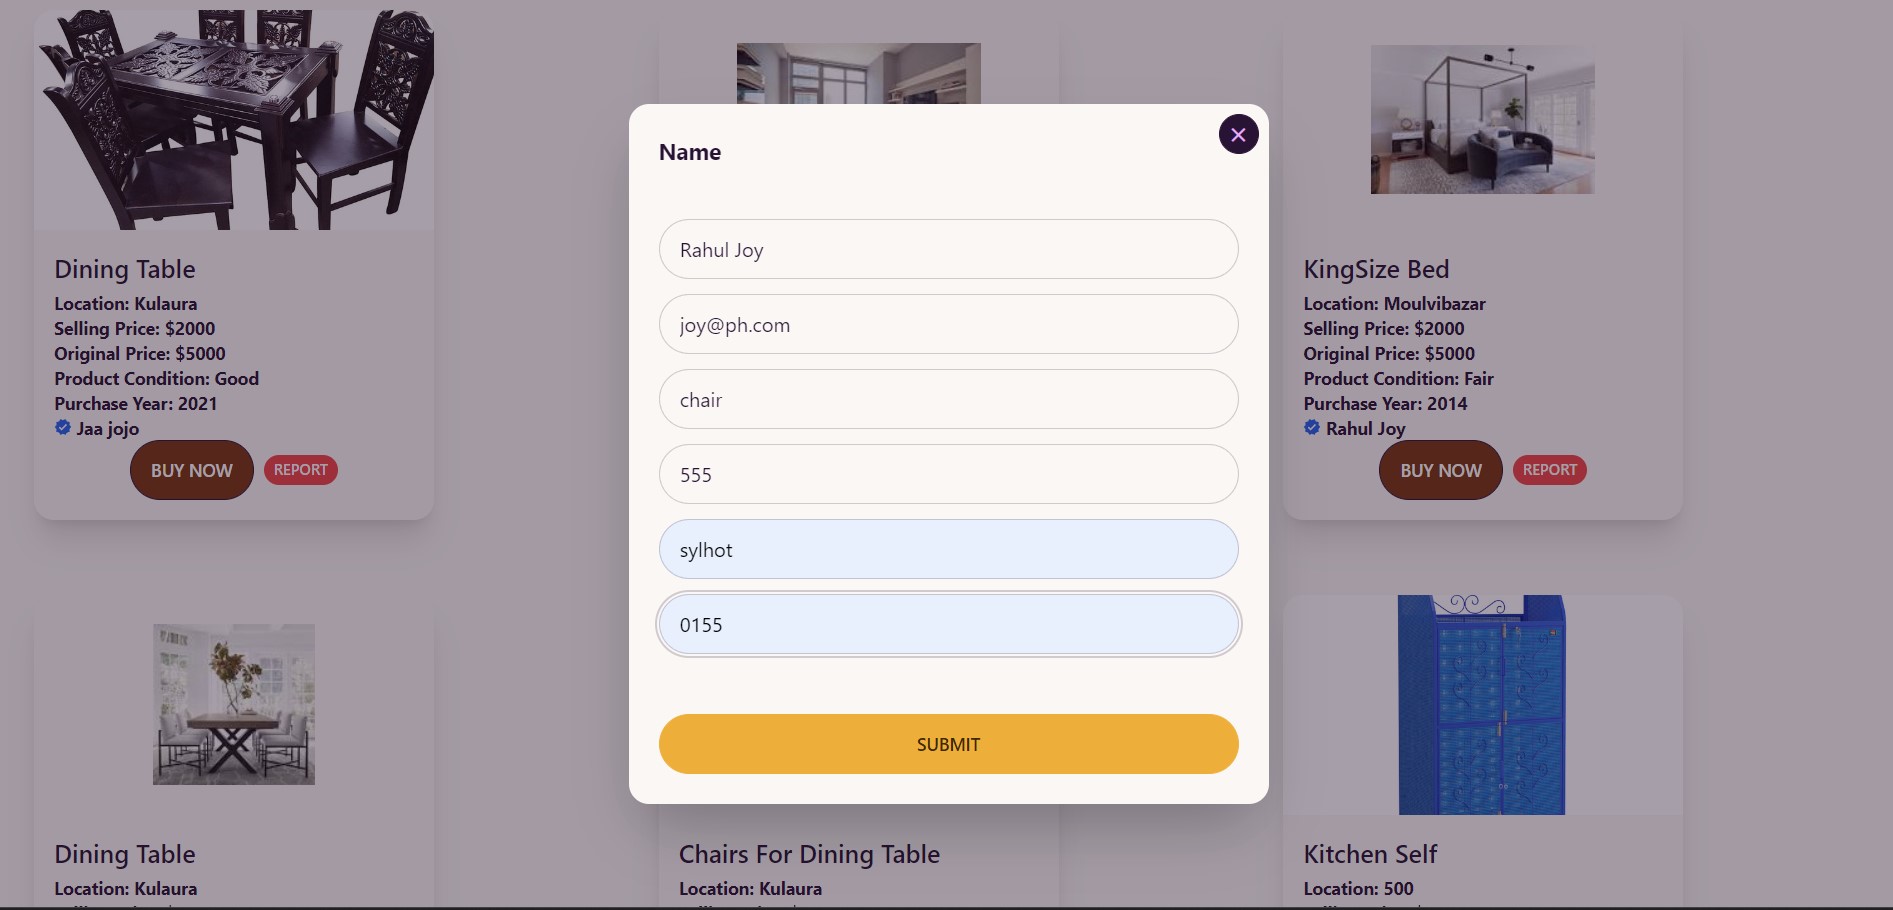 Dining Table
Location: Kulaura
Selling Price: $2000
Original Price: $5000
Product Condition: Good
Purchase Year: 2021
Jaa jojo
BUY NOW
REPORT
Name
Rahul Joy
joy@ph.com
chair
555
sylhot
0155
SUBMIT
KingSize Bed
Location: Moulvibazar
Selling Price: $2000
Original Price: $5000
Product Condition: Fair
Purchase Year: 2014
Rahul Joy
BUY NOW
REPORT
Dining Table
Location: Kulaura
Chairs For Dining Table
Location: Kulaura
Kitchen Self
Location: 500